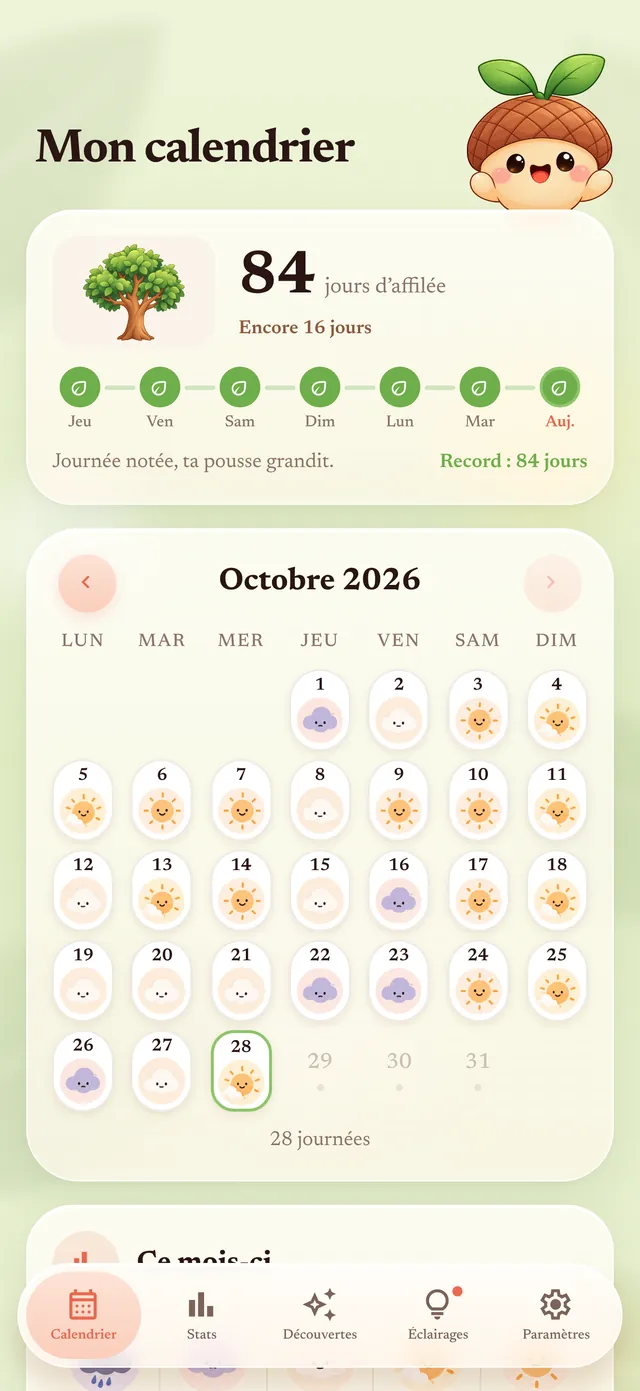 Mon calendrier
84 jours d'affilée
Encore 16 jours
Jeu Ven Sam Dim Lun Mar Auj.
Journée notée, ta pousse grandit. Record : 84 jours
Octobre 2026
LUN MAR MER JEU VEN SAM DIM
1 2 3 4
5 6 7 8 9 10 11
12 13 14 15 16 17 18
19 20 21 22 23 24 25
26 27 28 29 30 31
28 journées
Ce mois-ci
Calendrier Stats Découvertes Éclairages Paramètres